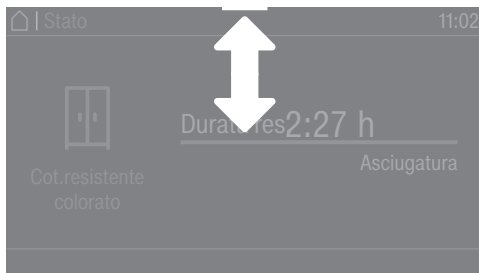 Stato
11:02
Durata res 2:27 h
Asciugatura
Cot.resistente
colorato